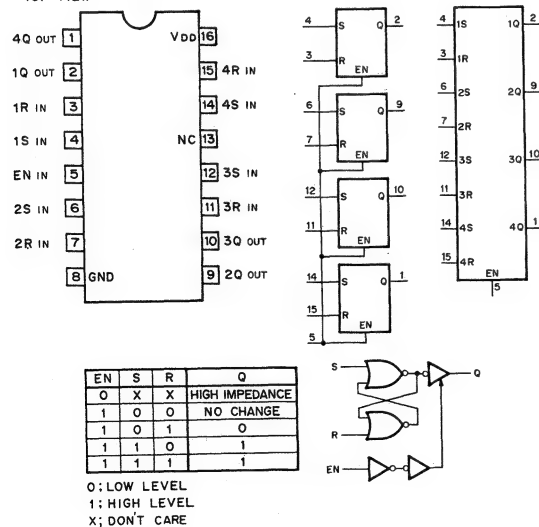 TOP VIEW
4Q OUT 1
VDD 16
1Q OUT 2
15 4R IN
1R IN 3
14 4S IN
1S IN 4
NC 13
EN IN 5
12 3S IN
2S IN 6
11 3R IN
2R IN 7
10 3Q OUT
8 GND
9 2Q OUT
4 S Q 2
3 R
EN
6 S Q 9
7 R
EN
12 S Q 10
11 R
EN
14 S Q 1
15 R
5 EN
4 1S 1Q 2
3 1R
6 2S 2Q 9
7 2R
12 3S 3Q 10
11 3R
14 4S 4Q 1
15 4R
EN
5
EN S R Q
0 X X HIGH IMPEDANCE
1 0 0 NO CHANGE
1 0 1 0
1 1 0 1
1 1 1 1
0; LOW LEVEL
1; HIGH LEVEL
X; DON'T CARE
S
Q
R
EN